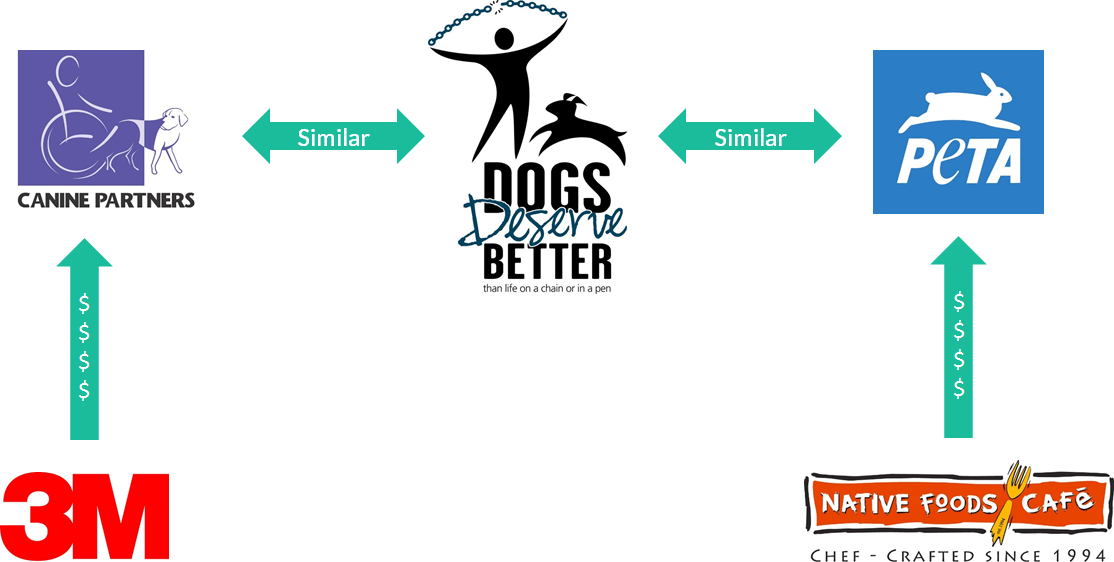 Similar
Similar
CANINE PARTNERS
DOGS
Deserve
BETTER
than life on a chain or in a pen
PeTA
$
$
$
$
$
$
$
$
3M
NATIVE FOODS CAFé
CHEF - CRAFTED SINCE 1994